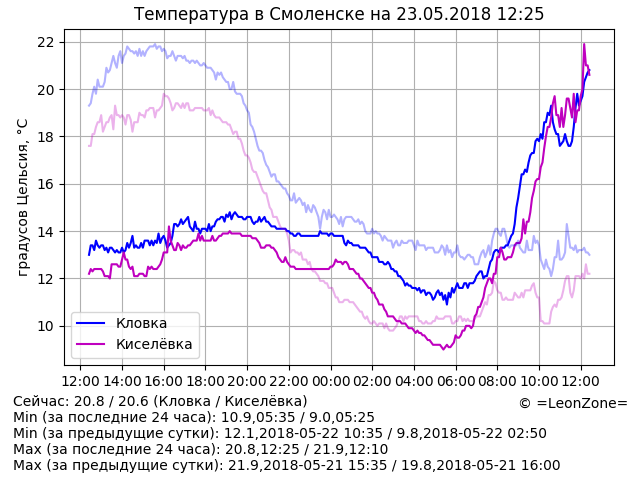 Температура в Смоленске на 23.05.2018 12:25
градусов Цельсия, °C
22
20
18
16
14
12
10
Кловка
Киселёвка
12:00 14:00 16:00 18:00 20:00 22:00 00:00 02:00 04:00 06:00 08:00 10:00 12:00
Сейчас: 20.8 / 20.6 (Кловка / Киселёвка)
© =LeonZone=
Min (за последние 24 часа): 10.9,05:35 / 9.0,05:25
Min (за предыдущие сутки): 12.1,2018-05-22 10:35 / 9.8,2018-05-22 02:50
Max (за последние 24 часа): 20.8,12:25 / 21.9,12:10
Max (за предыдущие сутки): 21.9,2018-05-21 15:35 / 19.8,2018-05-21 16:00